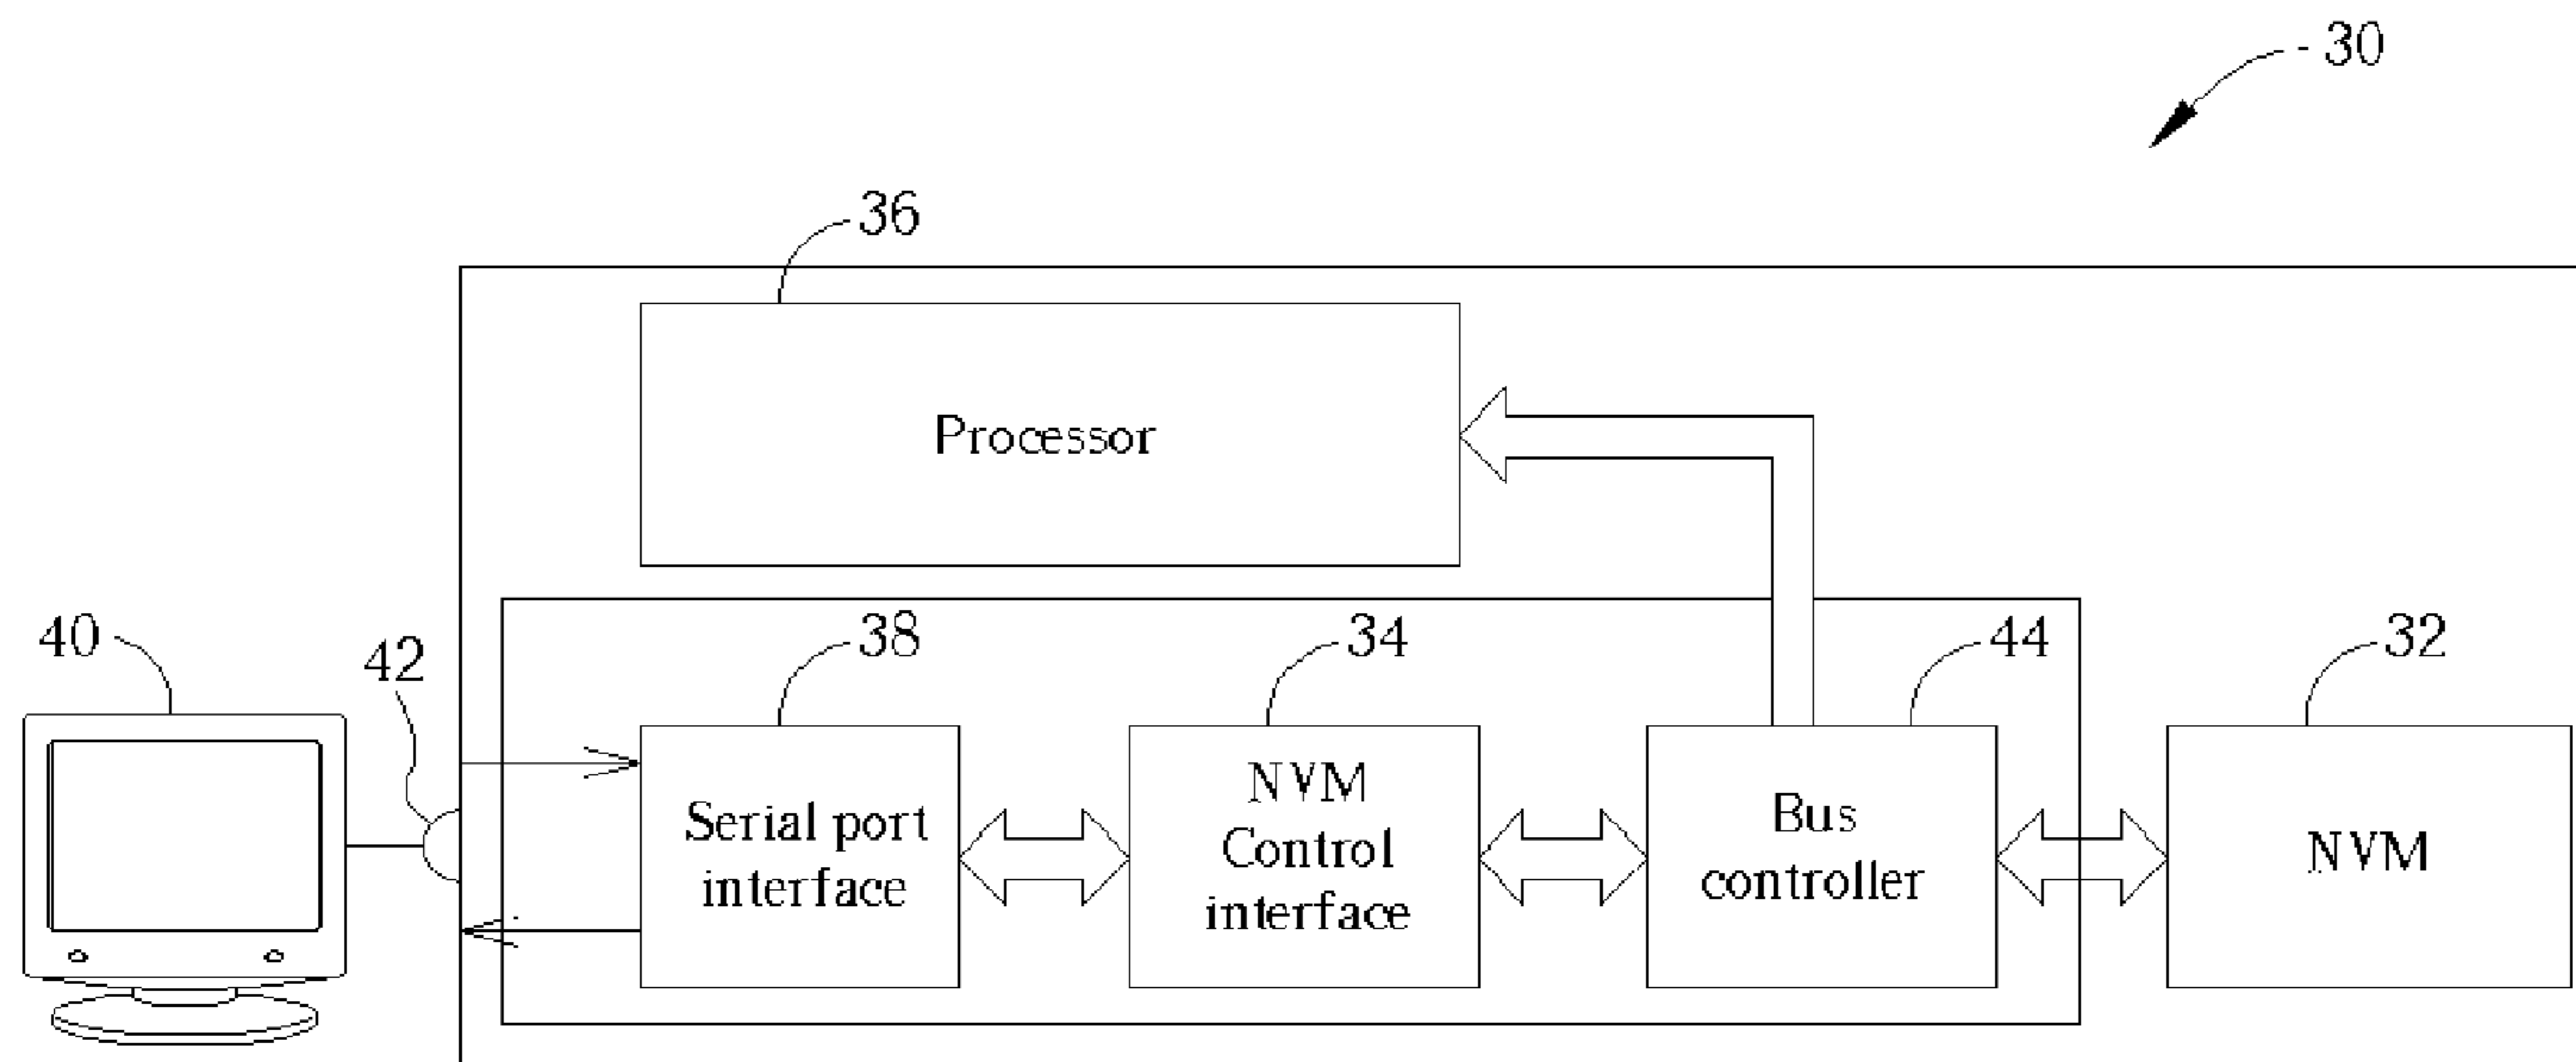 30
36
Processor
40
42
38
34
44
32
Serial port
interface
NVM
Control
interface
Bus
controller
NVM